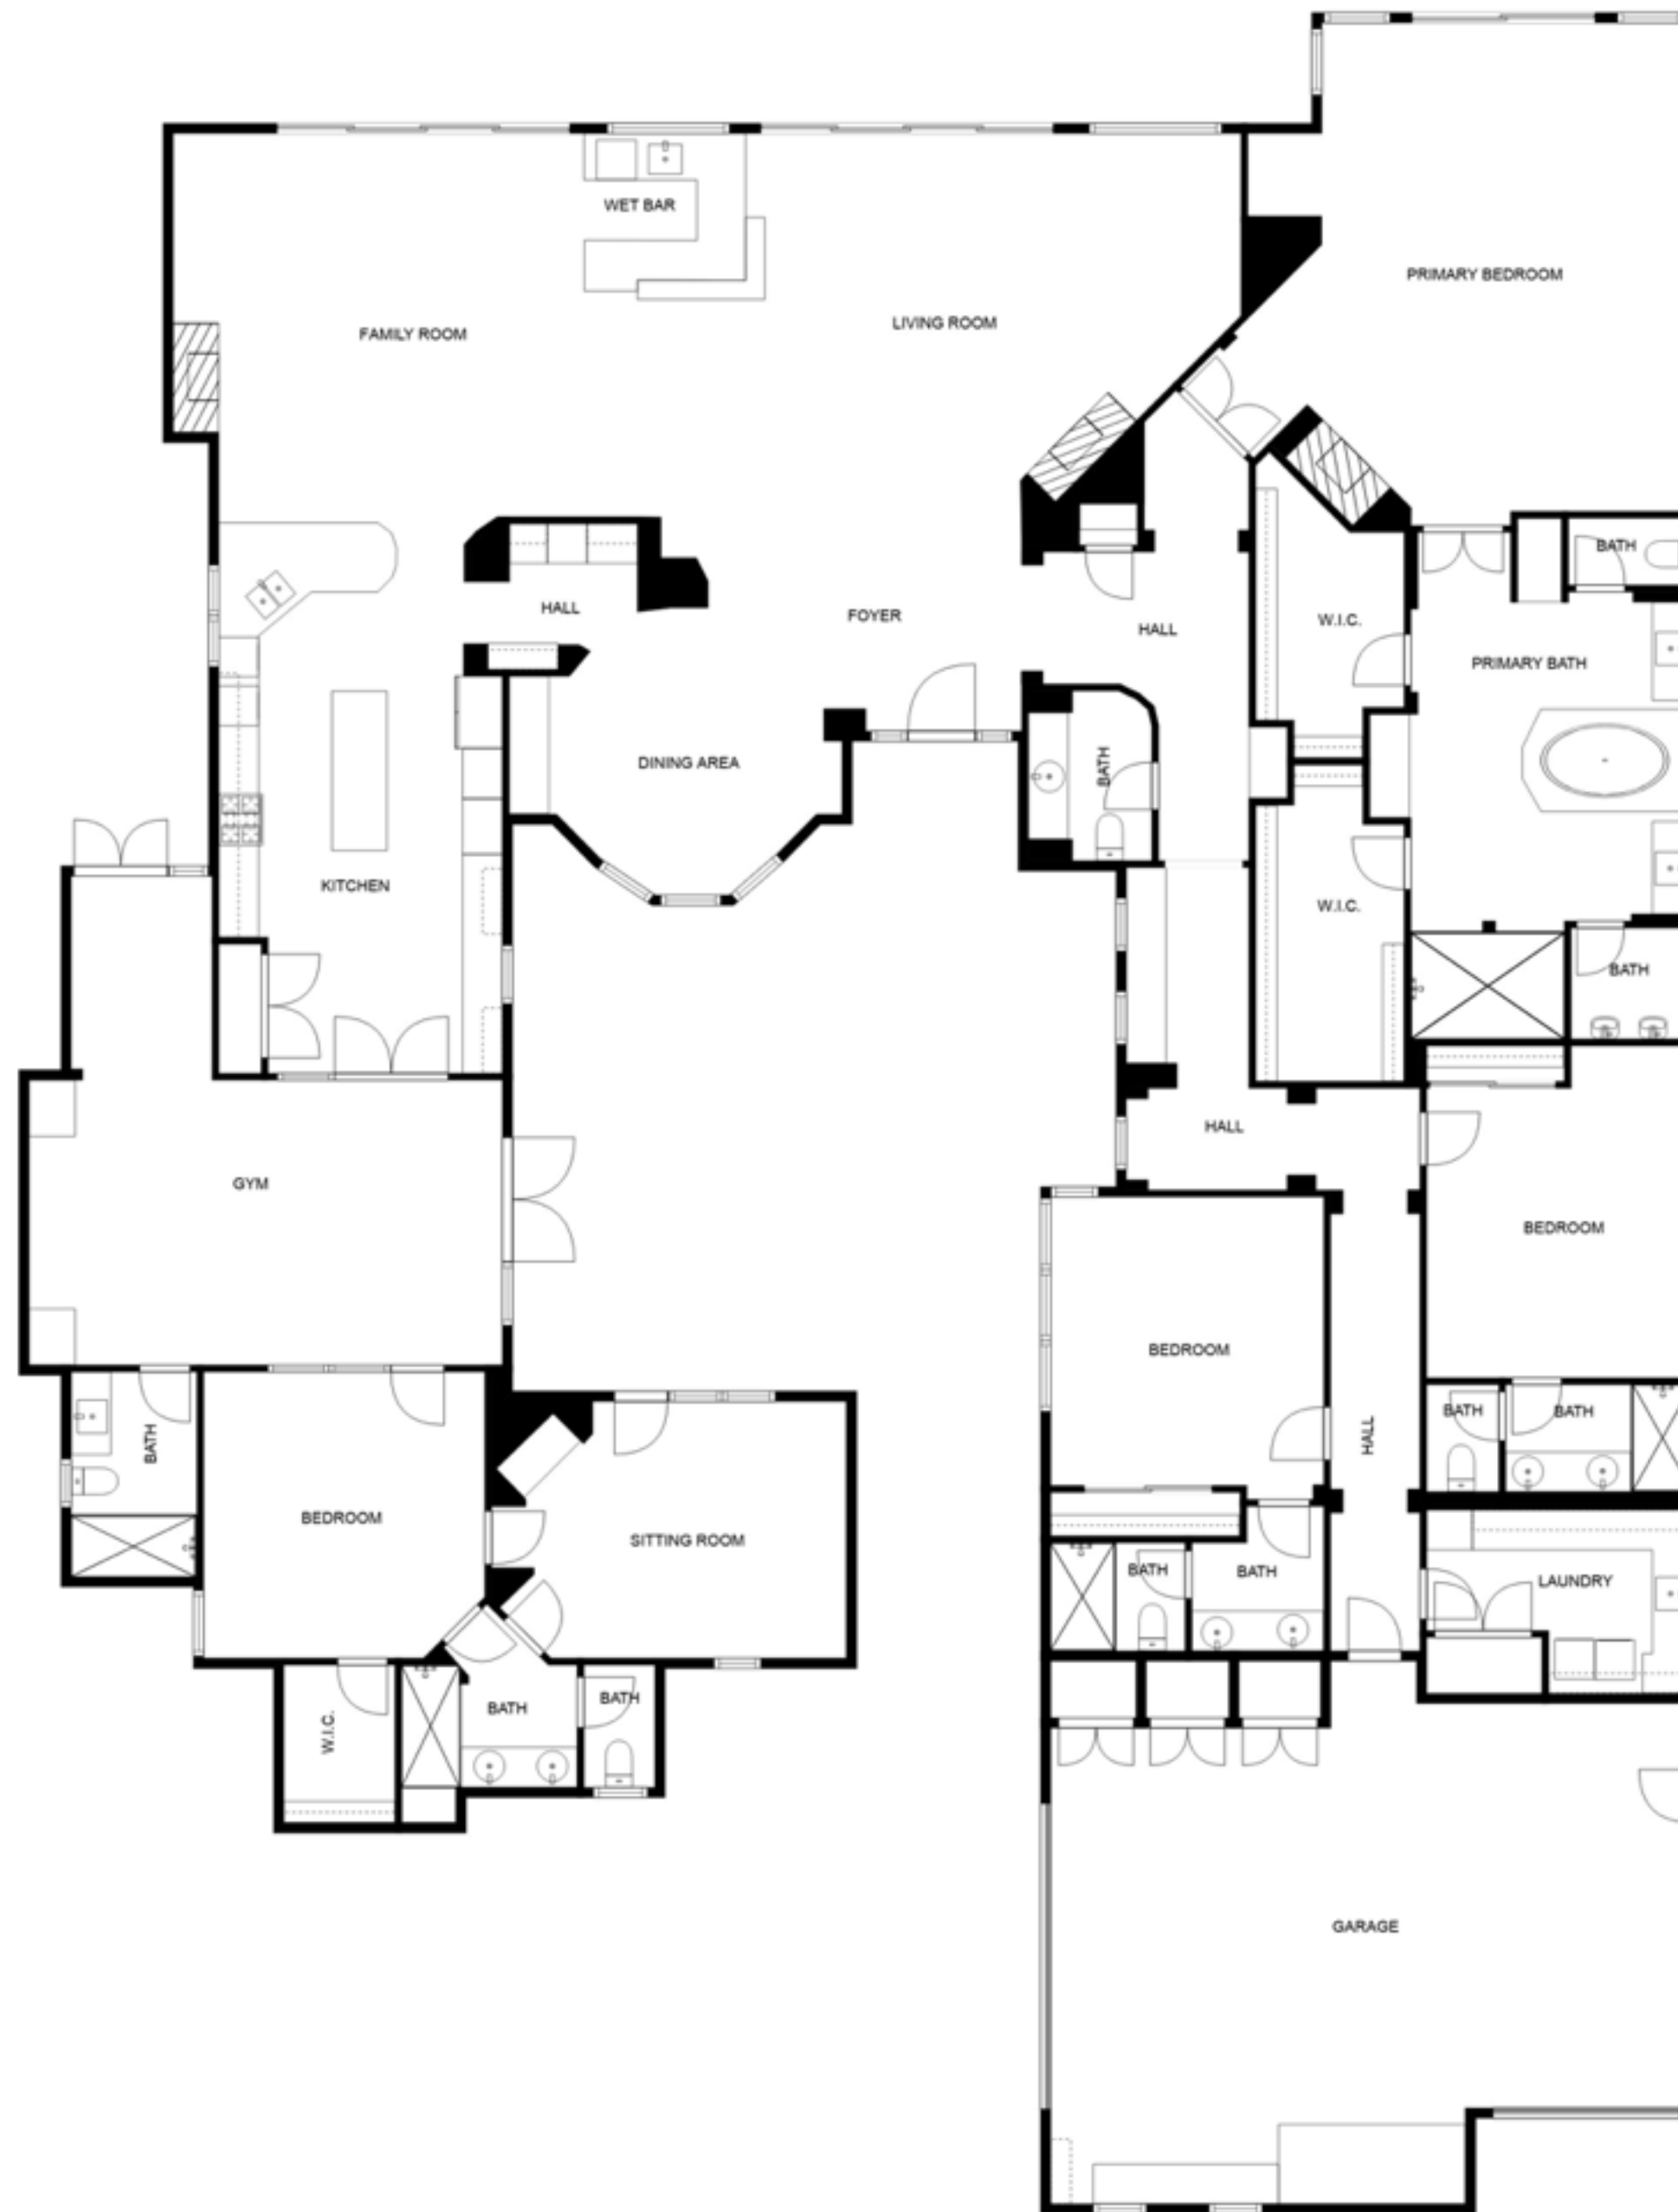 WET BAR
PRIMARY BEDROOM
LIVING ROOM
FAMILY ROOM
BATH
HALL
FOYER
W.I.C.
HALL
PRIMARY BATH
DINING AREA
BATH
KITCHEN
W.I.C.
BATH
HALL
GYM
BEDROOM
BEDROOM
BATH
BATH
HALL
BATH
BEDROOM
SITTING ROOM
BATH
BATH
LAUNDRY
BATH
BATH
W.I.C.
GARAGE